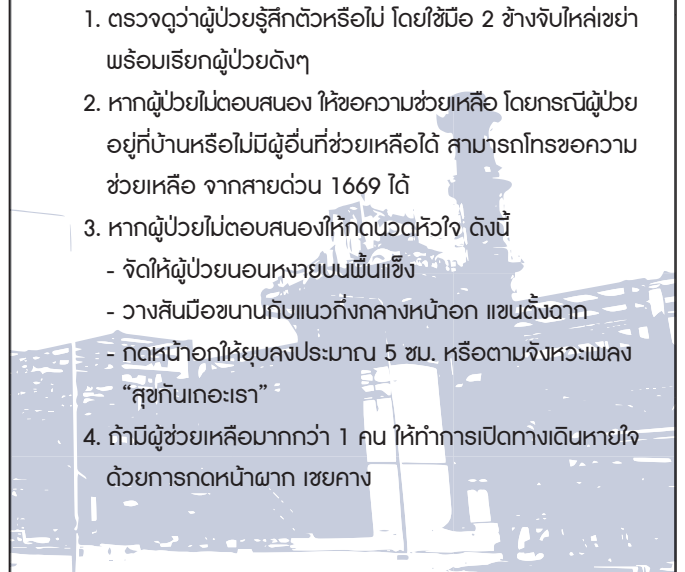 1. ตรวจดูว่าผู้ป่วยรู้สึกตัวหรือไม่ โดยใช้มือ 2 ข้างจับไหล่เขย่า
พร้อมเรียกผู้ป่วยดังๆ
2. หากผู้ป่วยไม่ตอบสนอง ให้ขอความช่วยเหลือ โดยกรณีผู้ป่วย
อยู่ที่บ้านหรือไม่มีผู้อื่นที่ช่วยเหลือได้ สามารถโทรขอความ
ช่วยเหลือ จากสายด่วน 1669 ได้
3. หากผู้ป่วยไม่ตอบสนองให้กดนวดหัวใจ ดังนี้
- จัดให้ผู้ป่วยนอนหงายบนพื้นแข็ง
- วางสันมือขนานกับแนวกึ่งกลางหน้าอก แขนตั้งฉาก
- กดหน้าอกให้ยุบลงประมาณ 5 ซม. หรือตามจังหวะเพลง
“สุขกันเถอะเรา”
4. ถ้ามีผู้ช่วยเหลือมากกว่า 1 คน ให้ทำการเปิดทางเดินหายใจ
ด้วยการกดหน้าผาก เชยคาง